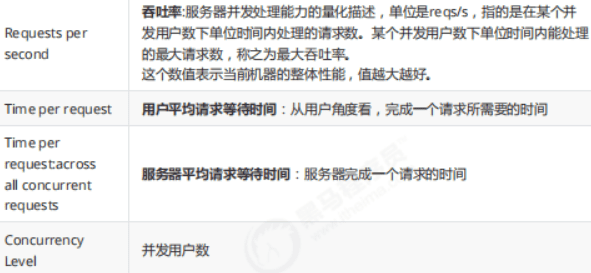 Requests per
second
吞吐率:服务器并发处理能力的量化描述，单位是reqs/s，指的是在某个并
发用户数下单位时间内处理的请求数。某个并发用户数下单位时间内能处理
的最大请求数，称之为最大吞吐率。
这个数值表示当前机器的整体性能，值越大越好。
Time per request
用户平均请求等待时间：从用户角度看，完成一个请求所需要的时间
Time per
request:across
all concurrent
requests
服务器平均请求等待时间：服务器完成一个请求的时间
Concurrency
Level
并发用户数